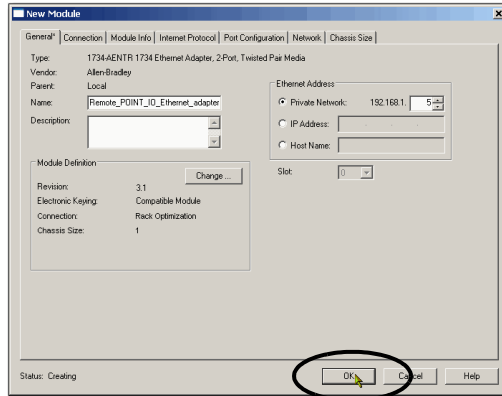 New Module
General* Connection Module Info Internet Protocol Port Configuration Network Chassis Size
Type: 1734-AENTR 1734 Ethernet Adapter, 2-Port, Twisted Pair Media
Vendor: Allen-Bradley
Parent: Local
Name: Remote_POINT_IO_Ethernet_adapter
Description:
Ethernet Address
Private Network: 192.168.1. 5
IP Address:
Host Name:
Slot: 0
Module Definition
Change ...
Revision: 3.1
Electronic Keying: Compatible Module
Connection: Rack Optimization
Chassis Size: 1
Status: Creating
OK Cancel Help